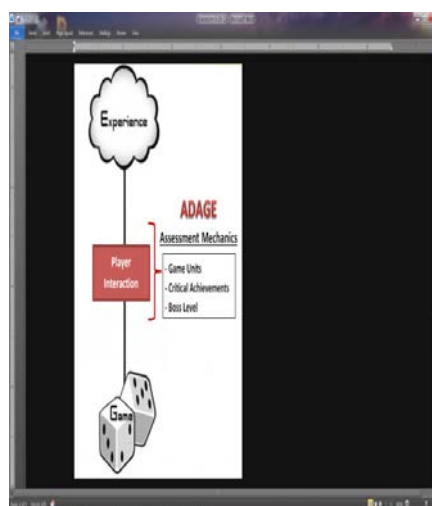 Experience
ADAGE
Assessment Mechanics
Player
Interaction
- Game Units
- Critical Achievements
- Boss Level
Game